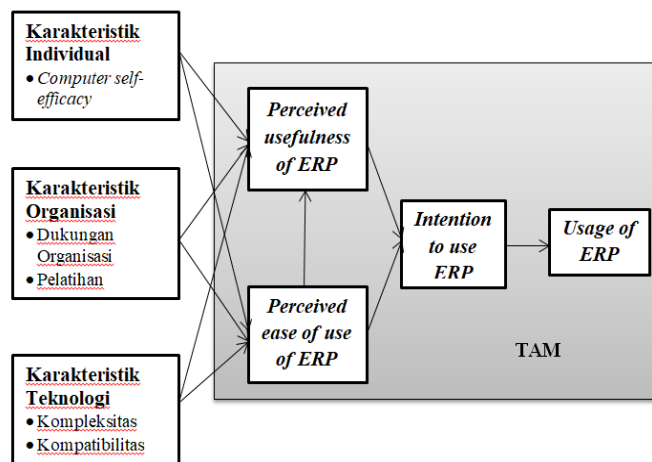 Karakteristik
Individual
• Computer self-
efficacy
Karakteristik
Organisasi
• Dukungan
Organisasi
• Pelatihan
Karakteristik
Teknologi
• Kompleksitas
• Kompatibilitas
Perceived
usefulness
of ERP
Perceived
ease of use
of ERP
Intention
to use
ERP
Usage of
ERP
TAM